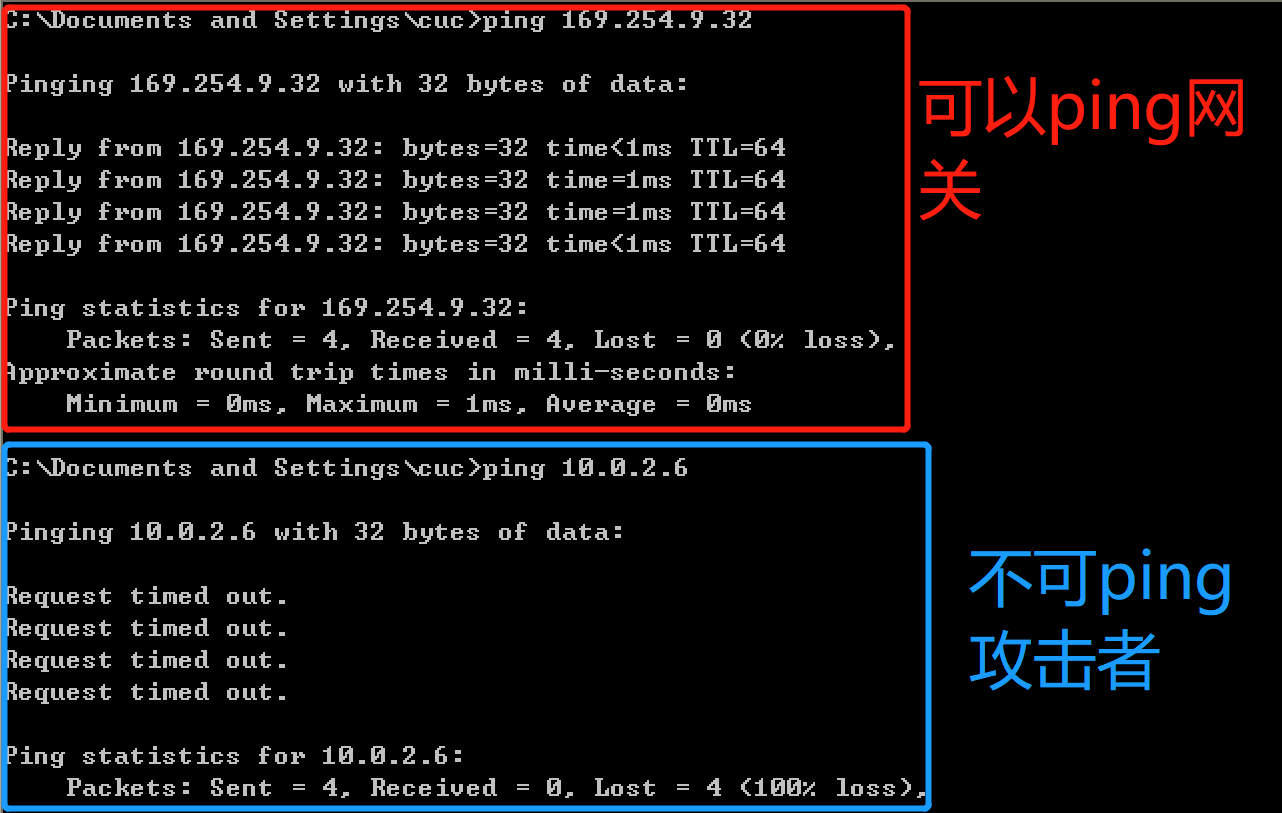 C:\Documents and Settings\cuc>ping 169.254.9.32
Pinging 169.254.9.32 with 32 bytes of data:
Reply from 169.254.9.32: bytes=32 time<1ms TTL=64
Reply from 169.254.9.32: bytes=32 time=1ms TTL=64
Reply from 169.254.9.32: bytes=32 time=1ms TTL=64
Reply from 169.254.9.32: bytes=32 time<1ms TTL=64
Ping statistics for 169.254.9.32:
Packets: Sent = 4, Received = 4, Lost = 0 (0% loss),
Approximate round trip times in milli-seconds:
Minimum = 0ms, Maximum = 1ms, Average = 0ms
可以ping网
关
C:\Documents and Settings\cuc>ping 10.0.2.6
Pinging 10.0.2.6 with 32 bytes of data:
Request timed out.
Request timed out.
Request timed out.
Request timed out.
Ping statistics for 10.0.2.6:
Packets: Sent = 4, Received = 0, Lost = 4 (100% loss),
不可ping
攻击者